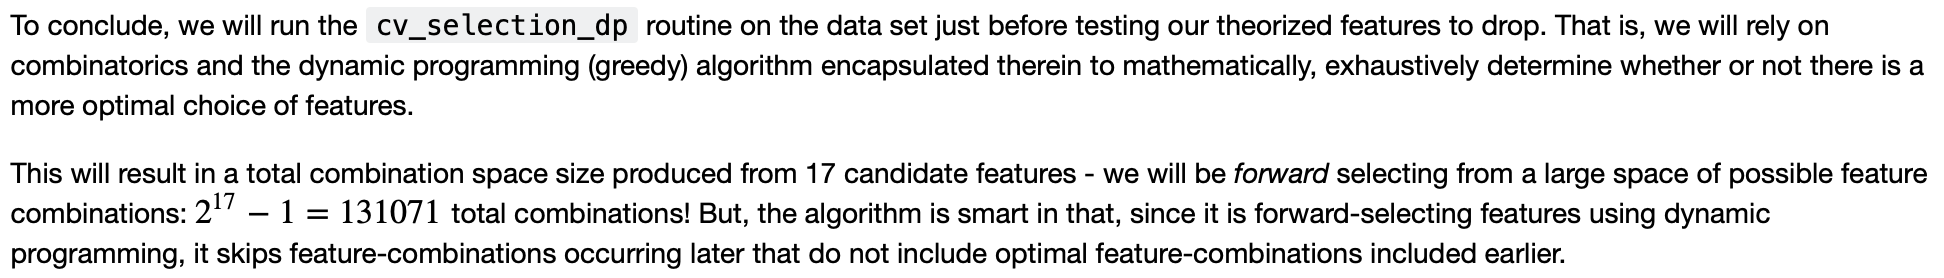 To conclude, we will run the cv_selection_dp routine on the data set just before testing our theorized features to drop. That is, we will rely on
combinatorics and the dynamic programming (greedy) algorithm encapsulated therein to mathematically, exhaustively determine whether or not there is a
more optimal choice of features.
This will result in a total combination space size produced from 17 candidate features - we will be forward selecting from a large space of possible feature
combinations: 2¹⁷ − 1 = 131071 total combinations! But, the algorithm is smart in that, since it is forward-selecting features using dynamic
programming, it skips feature-combinations occurring later that do not include optimal feature-combinations included earlier.